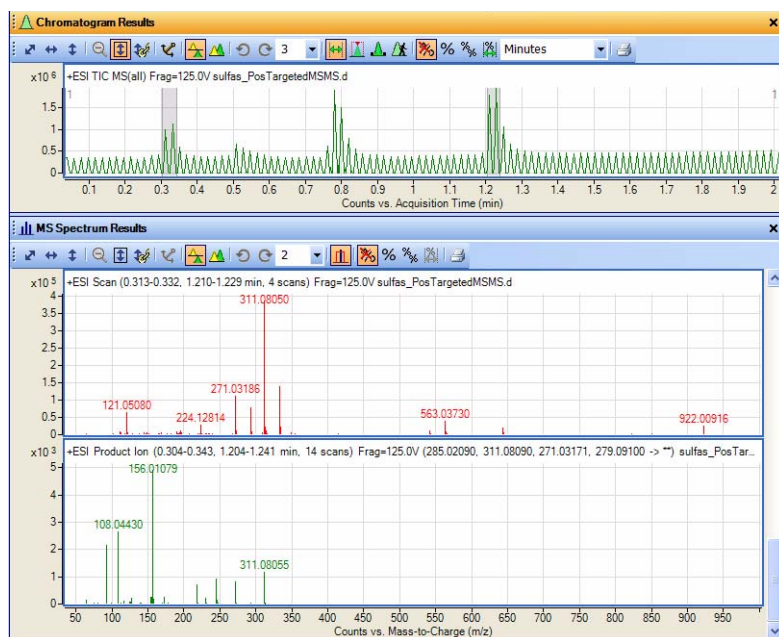 Chromatogram Results
3
Minutes
x10 6
+ESI TIC MS(all) Frag=125.0V sulfas_PosTargetedMSMS.d
1
1
1.5
1
0.5
0
0.1 0.2 0.3 0.4 0.5 0.6 0.7 0.8 0.9 1 1.1 1.2 1.3 1.4 1.5 1.6 1.7 1.8 1.9 2
Counts vs. Acquisition Time (min)
MS Spectrum Results
2
x10 5
+ESI Scan (0.313-0.332, 1.210-1.229 min, 4 scans) Frag=125.0V sulfas_PosTargetedMSMS.d
4
311.08050
3.5
3
2.5
2
1.5
271.03186
1
121.05080
224.12814
563.03730
922.00916
0.5
0
x10 3
+ESI Product Ion (0.304-0.343, 1.204-1.241 min, 14 scans) Frag=125.0V (285.02090, 311.08090, 271.03171, 279.09100 -> **) sulfas_PosTar...
5
156.01079
4
3
108.04430
2
311.08055
1
0
50 100 150 200 250 300 350 400 450 500 550 600 650 700 750 800 850 900 950
Counts vs. Mass-to-Charge (m/z)